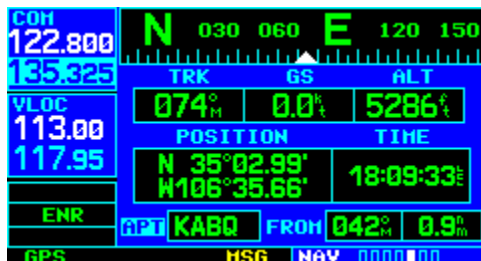 COM
122.800
135.325
VLOC
113.00
117.95
ENR
GPS
N 030 060 E 120 150
TRK GS ALT
074°M 0.0kt 5286ft
POSITION TIME
N 35°02.99'
W106°35.66'
18:09:33
APT KABQ FROM 042°M 0.9nm
MSG NAV